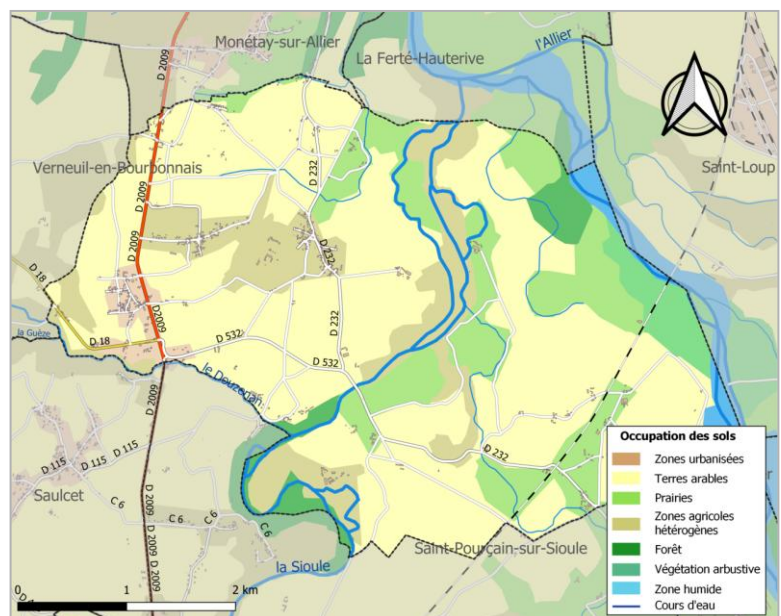 Monétay-sur-Allier
l'Allier
La Ferté-Hauterive
D 2009
Verneuil-en-Bourbonnais
D 232
Saint-Loup
D 2009
D 2009
D 232
D 18
D2009
D 232
la Guèze
D 18
D 532
D 532
le Douzenan
D 2009
D 115
D 115
D 115
D 232
Saulcet
C 6
D 2009
C 6
C 6
Saint-Pourçain-sur-Sioule
la Sioule
D 2009
D 2009
0 1 2 km
Occupation des sols
Zones urbanisées
Terres arables
Prairies
Zones agricoles
hétérogènes
Forêt
Végétation arbustive
Zone humide
Cours d'eau